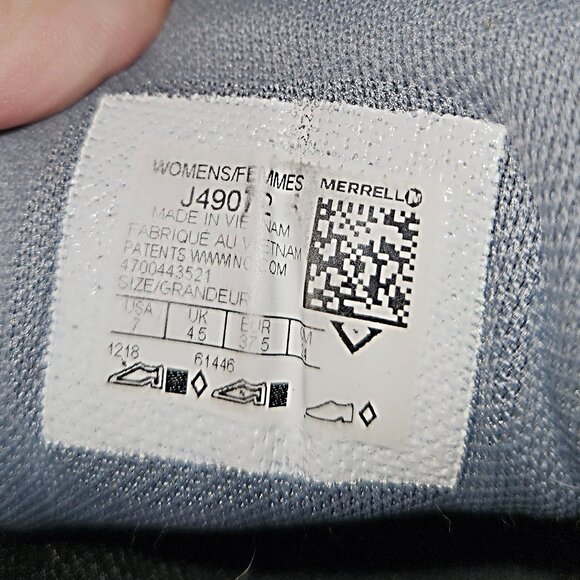 WOMENS/FEMMES
MERRELL
MADE IN VIETNAM
FABRIQUE AU VIETNAM
PATENTS
4700443521
SIZE/GRANDEUR
USA UK EUR
7 4.5 37.5
1218 61446